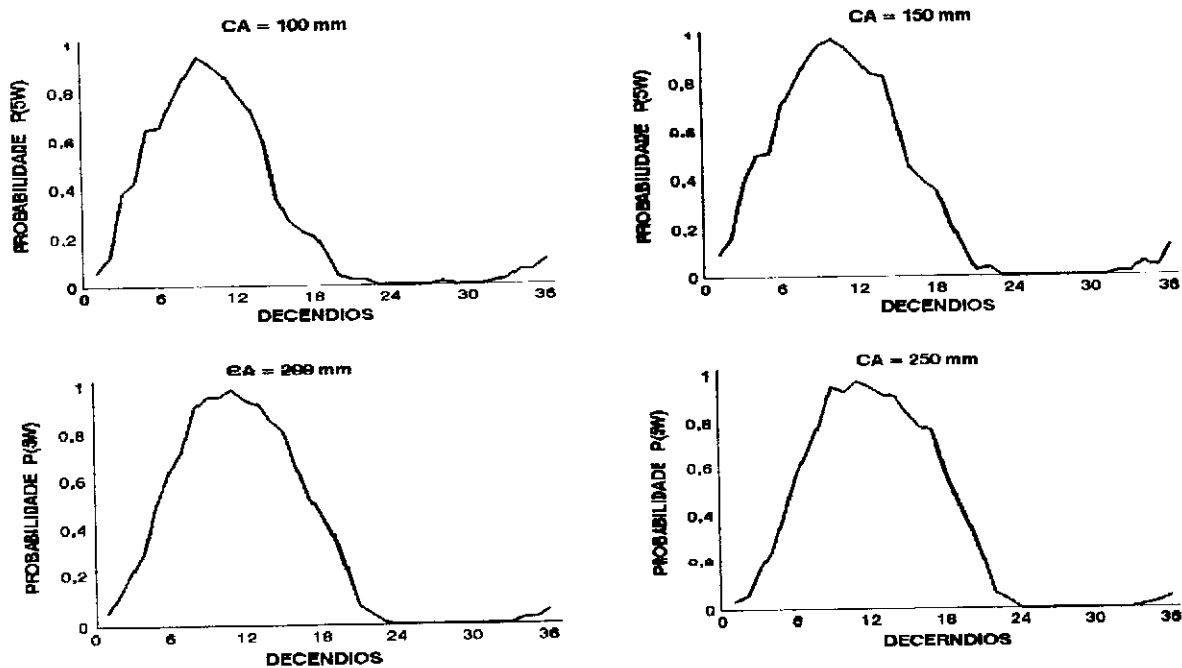 CA = 100 mm
PROBABILIDADE P(5W)
1
0,8
0,6
0,4
0,2
0
0 6 12 18 24 30 36
DECENDIOS
CA = 150 mm
PROBABILIDADE P(5W)
1
0,8
0,6
0,4
0,2
0
0 6 12 18 24 30 36
DECENDIOS
CA = 200 mm
PROBABILIDADE P(5W)
1
0,8
0,6
0,4
0,2
0
0 6 12 18 24 30 36
DECENDIOS
CA = 250 mm
PROBABILIDADE P(5W)
1
0,8
0,6
0,4
0,2
0
0 6 12 18 24 30 36
DECERNDIOS